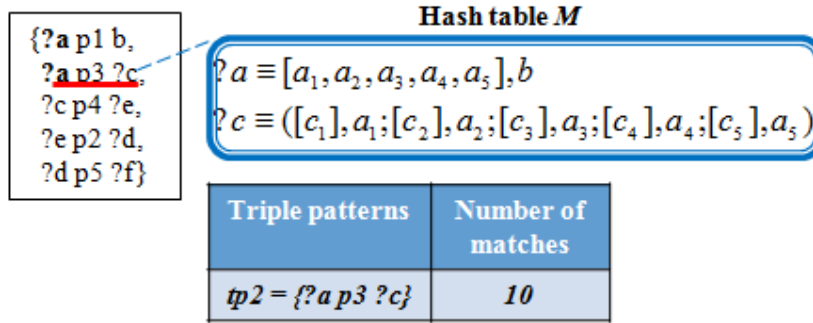 Hash table M
{?a p1 b,
?a p3 ?c,
?c p4 ?e,
?e p2 ?d,
?d p5 ?f}
?a ≡ [a₁, a₂, a₃, a₄, a₅], b
?c ≡ ([c₁], a₁; [c₂], a₂; [c₃], a₃; [c₄], a₄; [c₅], a₅)
Triple patterns Number of matches
tp2 = {?a p3 ?c} 10